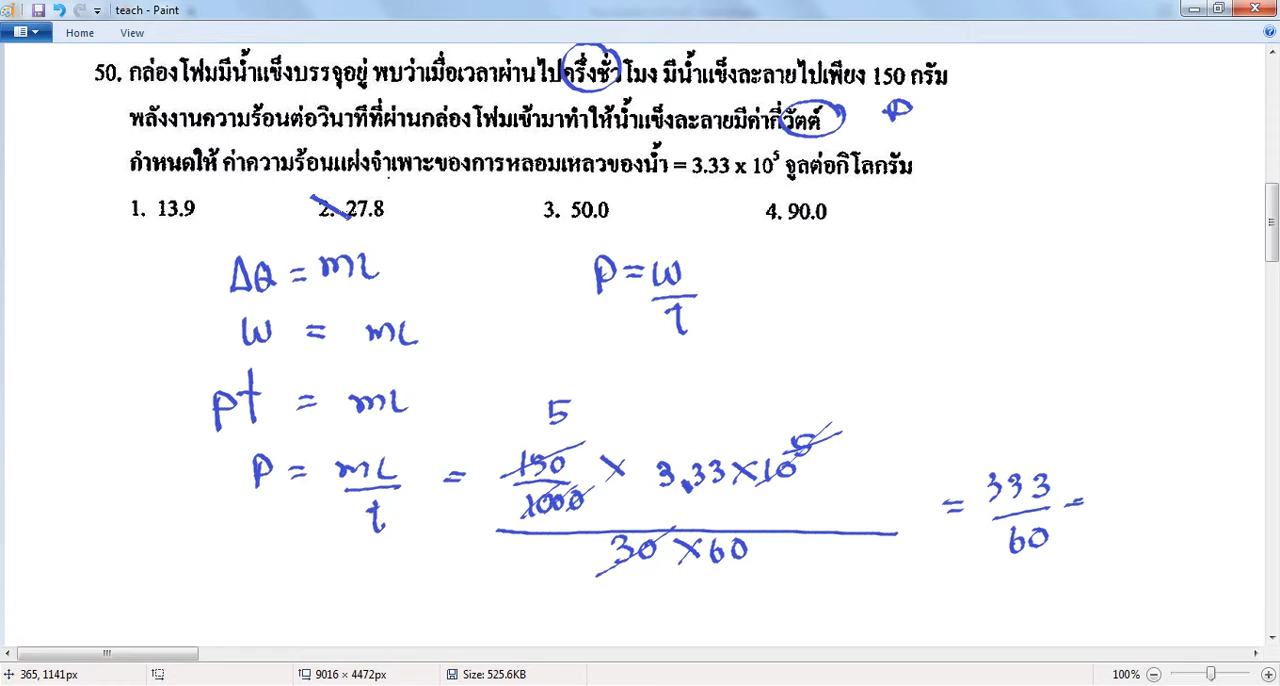 teach - Paint
Home View
50. กล่องโฟมมีน้ำแข็งบรรจุอยู่ พบว่าเมื่อเวลาผ่านไปครึ่งชั่วโมง มีน้ำแข็งละลายไปเพียง 150 กรัม
พลังงานความร้อนต่อวินาทีที่ผ่านกล่องโฟมเข้ามาทำให้น้ำแข็งละลายมีค่ากี่วัตต์ P
กำหนดให้ ค่าความร้อนแฝงจำเพาะของการหลอมเหลวของน้ำ = 3.33 x 10⁵ จูลต่อกิโลกรัม
1. 13.9 2. 27.8 3. 50.0 4. 90.0
ΔQ = mL P = W/t
W = mL
Pt = mL
5
P = mL/t = 150/1000 × 3.33 × 10⁵ / 30 × 60 = 333/60 =
365, 1141px 9016 × 4472px Size: 525.6KB 100%